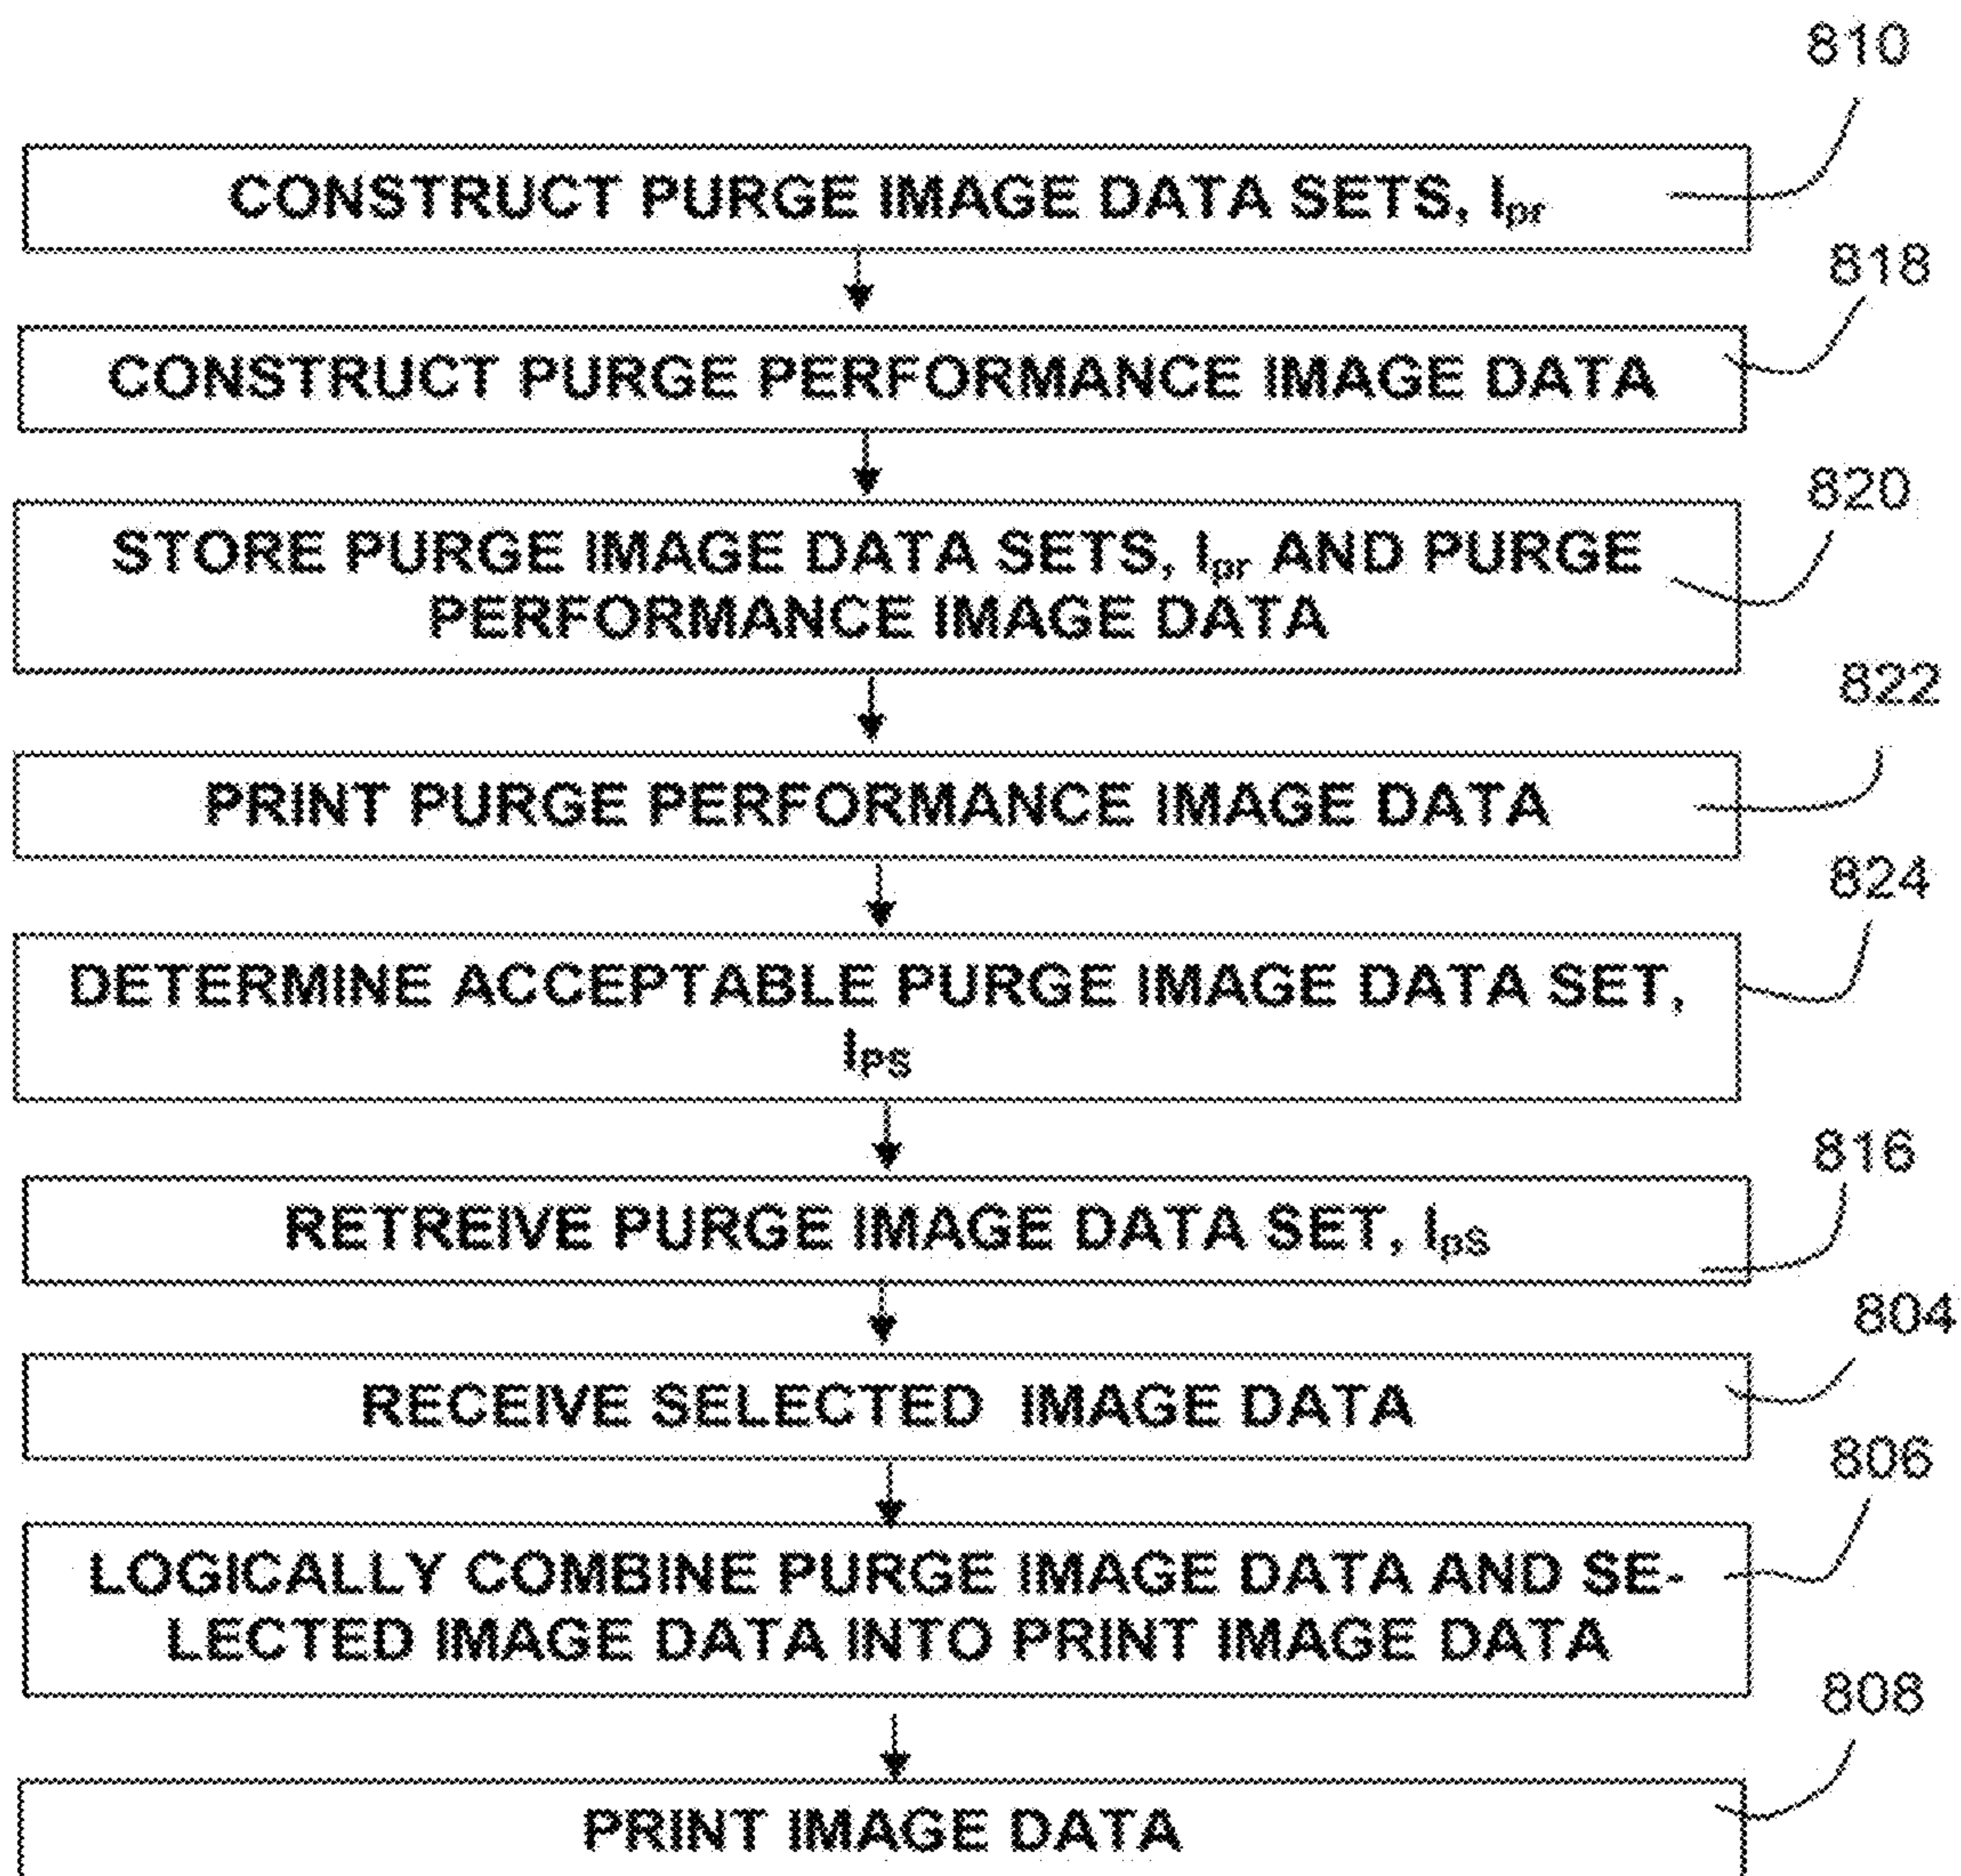 810
CONSTRUCT PURGE IMAGE DATA SETS, Ipr
818
CONSTRUCT PURGE PERFORMANCE IMAGE DATA
820
STORE PURGE IMAGE DATA SETS, Ipr AND PURGE
PERFORMANCE IMAGE DATA
822
PRINT PURGE PERFORMANCE IMAGE DATA
824
DETERMINE ACCEPTABLE PURGE IMAGE DATA SET,
IPS
816
RETREIVE PURGE IMAGE DATA SET, IpS
804
RECEIVE SELECTED IMAGE DATA
806
LOGICALLY COMBINE PURGE IMAGE DATA AND SE-
LECTED IMAGE DATA INTO PRINT IMAGE DATA
808
PRINT IMAGE DATA